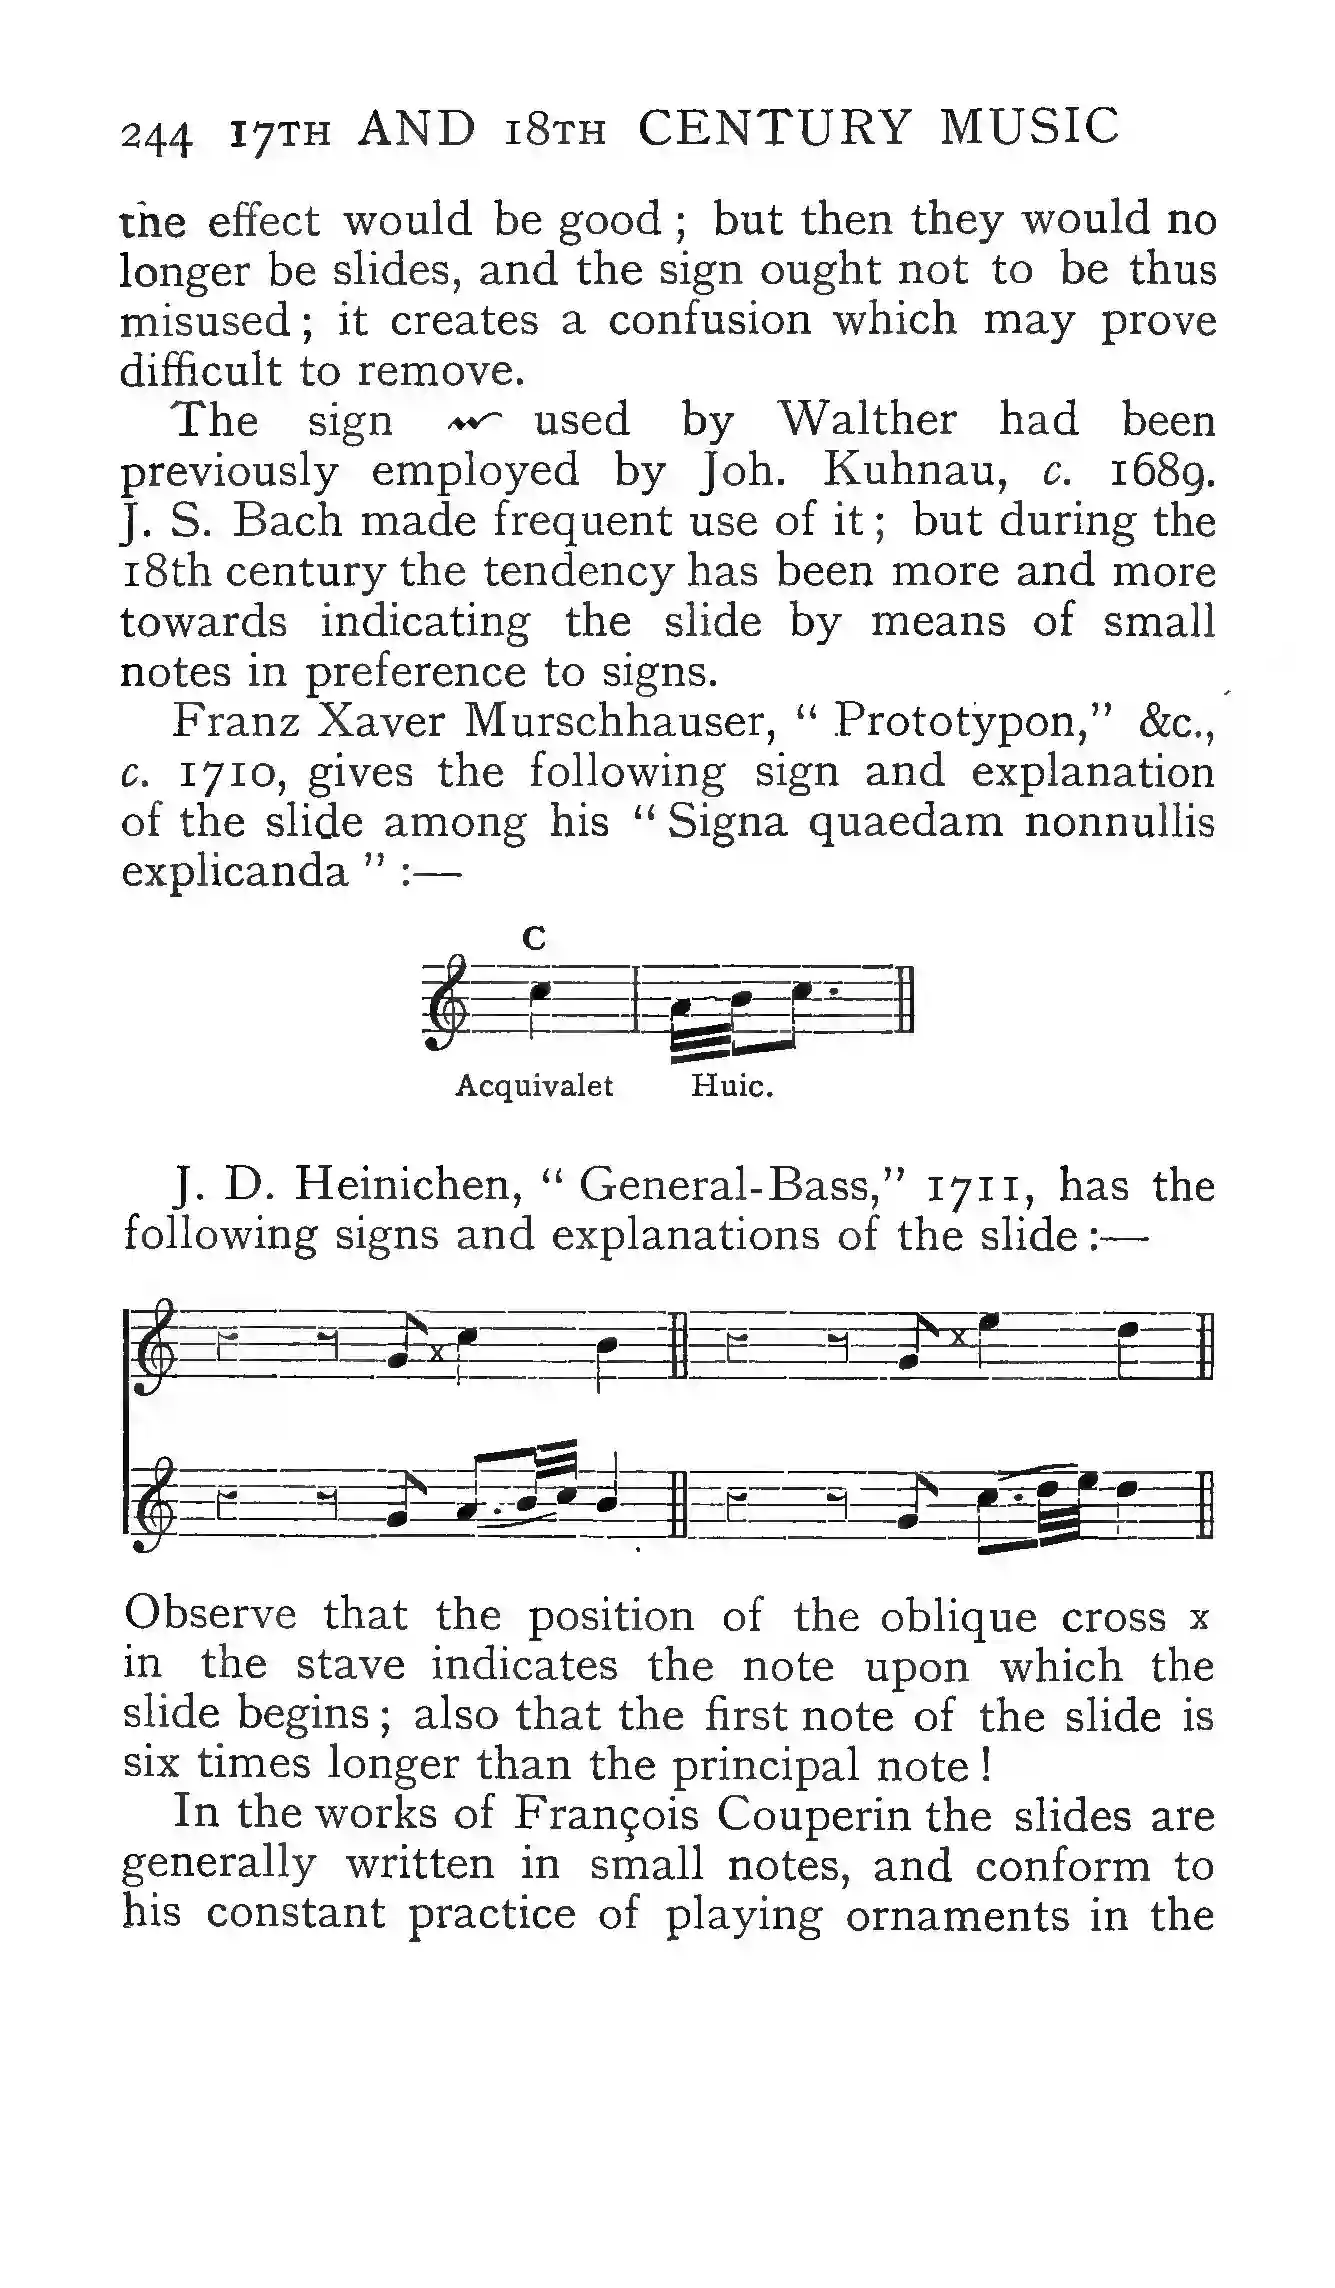 244 17TH AND 18TH CENTURY MUSIC
the effect would be good ; but then they would no
longer be slides, and the sign ought not to be thus
misused ; it creates a confusion which may prove
difficult to remove.
The sign used by Walther had been
previously employed by Joh. Kuhnau, c. 1689.
J. S. Bach made frequent use of it ; but during the
18th century the tendency has been more and more
towards indicating the slide by means of small
notes in preference to signs.
Franz Xaver Murschhauser, “ Prototypon,” &c.,
c. 1710, gives the following sign and explanation
of the slide among his “ Signa quaedam nonnullis
explicanda ” :—
C
Acquivalet Huic.
J. D. Heinichen, “ General-Bass,” 1711, has the
following signs and explanations of the slide :—
x x
Observe that the position of the oblique cross x
in the stave indicates the note upon which the
slide begins ; also that the first note of the slide is
six times longer than the principal note !
In the works of François Couperin the slides are
generally written in small notes, and conform to
his constant practice of playing ornaments in the